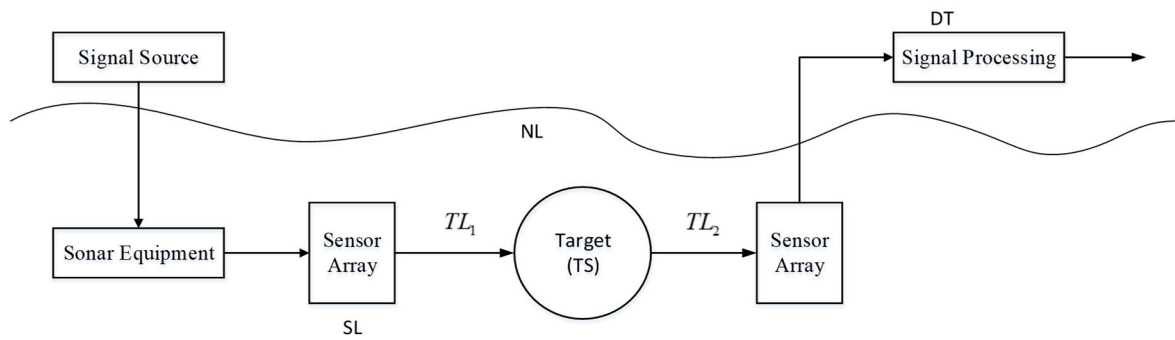 DT
Signal Source
Signal Processing
NL
Sonar Equipment
Sensor
Array
SL
TL₁
Target
(TS)
TL₂
Sensor
Array